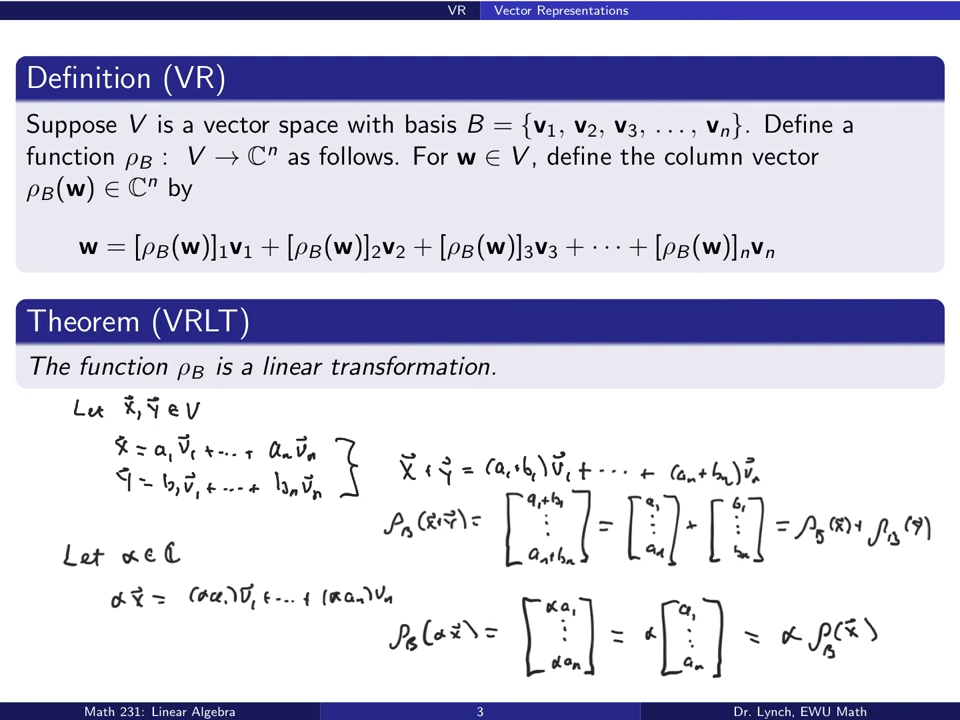 VR Vector Representations
Definition (VR)
Suppose V is a vector space with basis B = {v₁, v₂, v₃, …, vₙ}. Define a
function ρ_B : V → ℂⁿ as follows. For w ∈ V, define the column vector
ρ_B(w) ∈ ℂⁿ by
w = [ρ_B(w)]₁v₁ + [ρ_B(w)]₂v₂ + [ρ_B(w)]₃v₃ + ··· + [ρ_B(w)]ₙvₙ
Theorem (VRLT)
The function ρ_B is a linear transformation.
Let x⃗, y⃗ ∈ V
x⃗ = a₁v⃗₁ + ··· + aₙv⃗ₙ
y⃗ = b₁v⃗₁ + ··· + bₙv⃗ₙ
x⃗ + y⃗ = (a₁+b₁)v⃗₁ + ··· + (aₙ+bₙ)v⃗ₙ
ρ_B(x⃗+y⃗) = [a₁+b₁ ⋮ aₙ+bₙ] = [a₁ ⋮ aₙ] + [b₁ ⋮ bₙ] = ρ_B(x⃗) + ρ_B(y⃗)
Let α ∈ ℂ
αx⃗ = (αa₁)v⃗₁ + ··· + (αaₙ)vₙ
ρ_B(αx⃗) = [αa₁ ⋮ αaₙ] = α [a₁ ⋮ aₙ] = α ρ_B(x⃗)
Math 231: Linear Algebra 3 Dr. Lynch, EWU Math